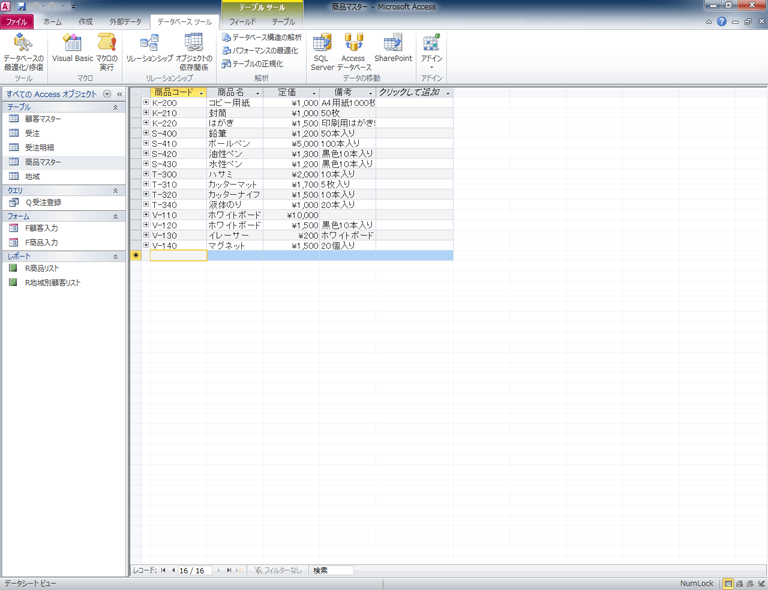 テーブル ツール
商品マスター - Microsoft Access
ファイル ホーム 作成 外部データ データベース ツール フィールド テーブル
データベースの最適化/修復
Visual Basic
マクロの実行
リレーションシップ
オブジェクトの依存関係
データベース構造の解析
パフォーマンスの最適化
テーブルの正規化
SQL Server
Access データベース
SharePoint
アドイン
ツール マクロ リレーションシップ 解析 データの移動 アドイン
すべての Access オブジェクト
テーブル
顧客マスター
受注
受注明細
商品マスター
地域
クエリ
Q受注登録
フォーム
F顧客入力
F商品入力
レポート
R商品リスト
R地域別顧客リスト
商品コード 商品名 定価 備考 クリックして追加
K-200 コピー用紙 ¥1,000 A4用紙1000枚
K-210 封筒 ¥1,000 50枚
K-220 はがき ¥1,500 印刷用はがき
S-400 鉛筆 ¥1,200 50本入り
S-410 ボールペン ¥5,000 100本入り
S-420 油性ペン ¥1,300 黒色10本入り
S-430 水性ペン ¥1,200 黒色10本入り
T-300 ハサミ ¥2,000 10本入り
T-310 カッターマット ¥1,700 5枚入り
T-320 カッターナイフ ¥1,500 10本入り
T-340 液体のり ¥1,000 20本入り
V-110 ホワイトボード ¥10,000
V-120 ホワイトボード ¥1,500 黒色10本入り
V-130 イレーサー ¥200 ホワイトボード
V-140 マグネット ¥1,500 20個入り
レコード: 16 / 16 フィルターなし 検索
データシート ビュー
NumLock